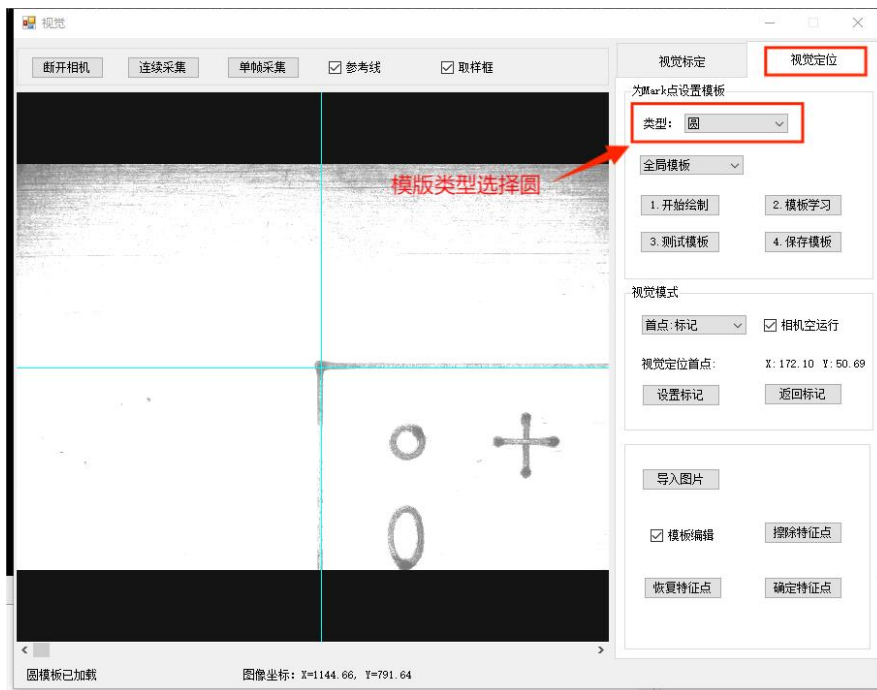 视觉
断开相机 连续采集 单帧采集 参考线 取样框
视觉标定 视觉定位
为Mark点设置模板
类型: 圆
模版类型选择圆
全局模板
1.开始绘制 2.模板学习
3.测试模板 4.保存模板
视觉模式
首点:标记 相机空运行
视觉定位首点: X:172.10 Y:50.69
设置标记 返回标记
导入图片
模板编辑 擦除特征点
恢复特征点 确定特征点
圆模板已加载 图像坐标: X=1144.66, Y=791.64